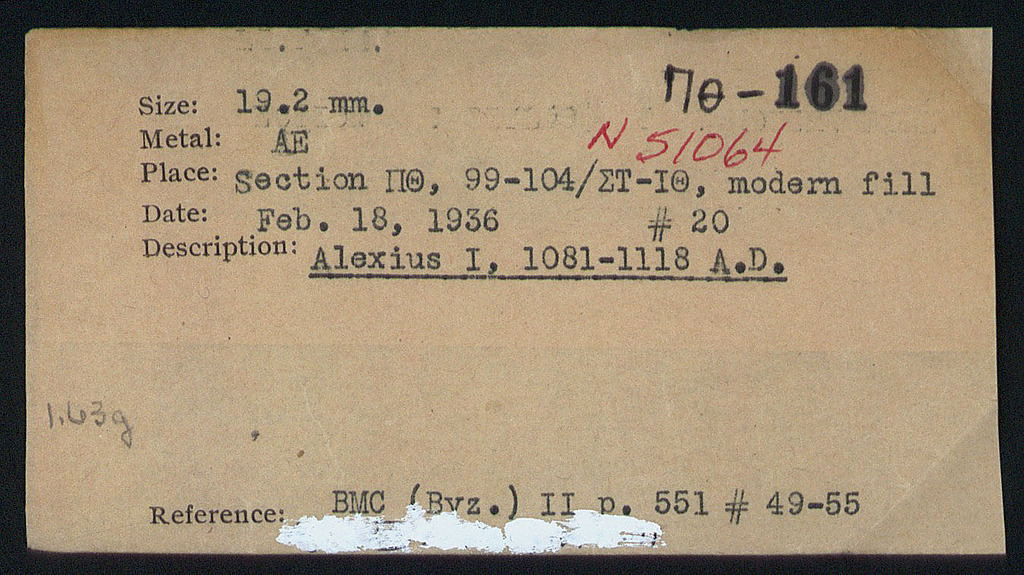 Πθ-161
Size: 19.2 mm.
Metal: AE
N 51064
Place: Section ΠΘ, 99-104/ΣΤ-ΙΘ, modern fill
Date: Feb. 18, 1936 # 20
Description: Alexius I, 1081-1118 A.D.
1.63g
Reference: BMC (Byz.) II p. 551 # 49-55